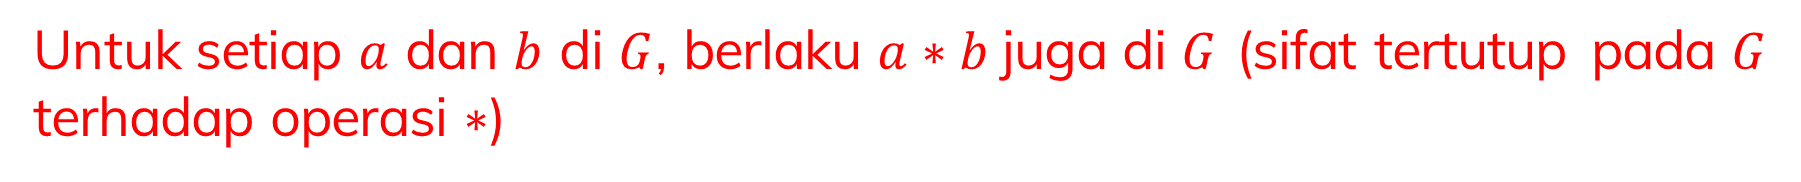 Untuk setiap a dan b di G, berlaku a ∗ b juga di G (sifat tertutup pada G
terhadap operasi ∗)